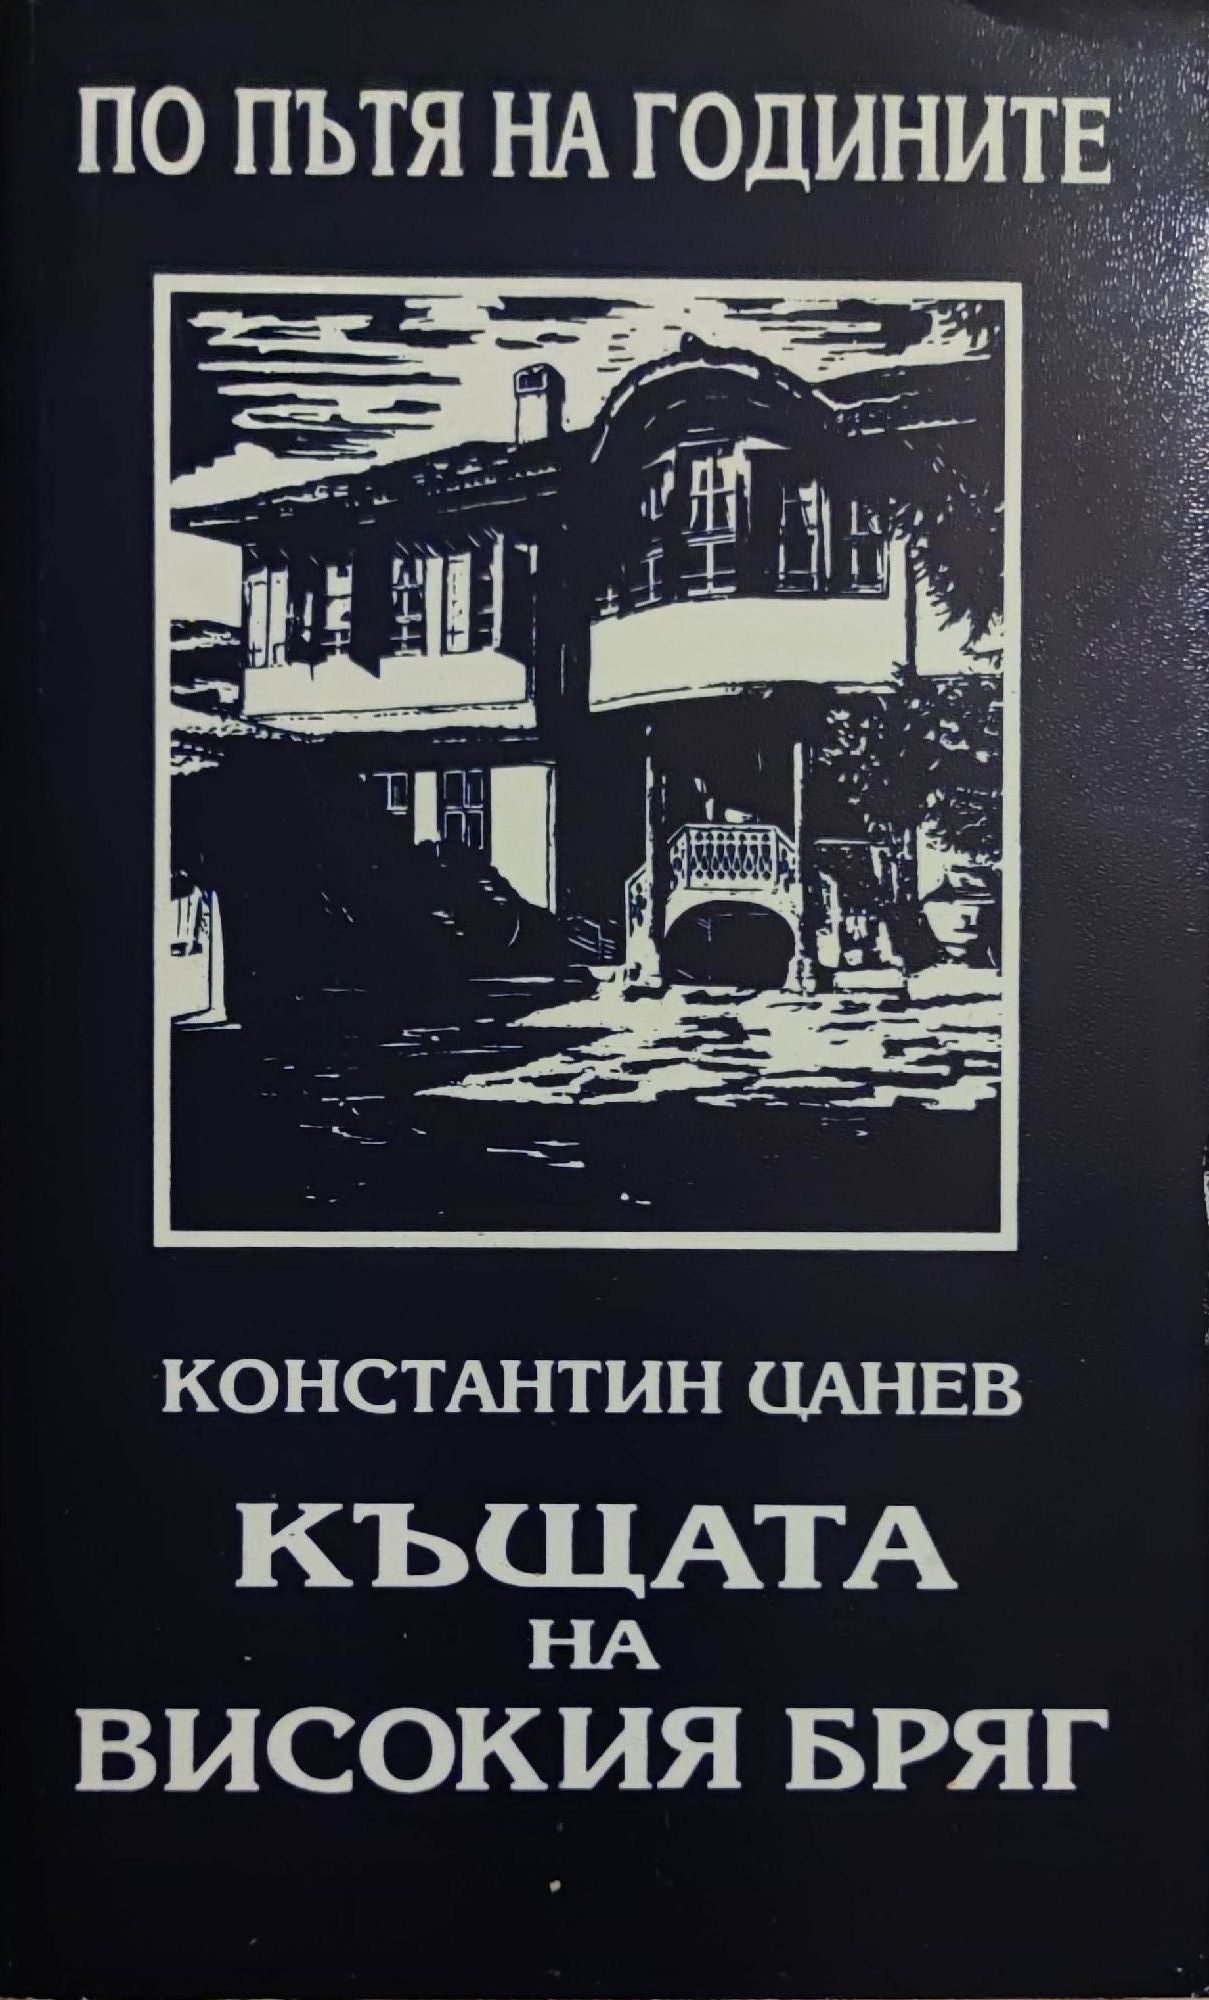 ПО ПЪТЯ НА ГОДИНИТЕ
КОНСТАНТИН ЦАНЕВ
КЪЩАТА
НА
ВИСОКИЯ БРЯГ